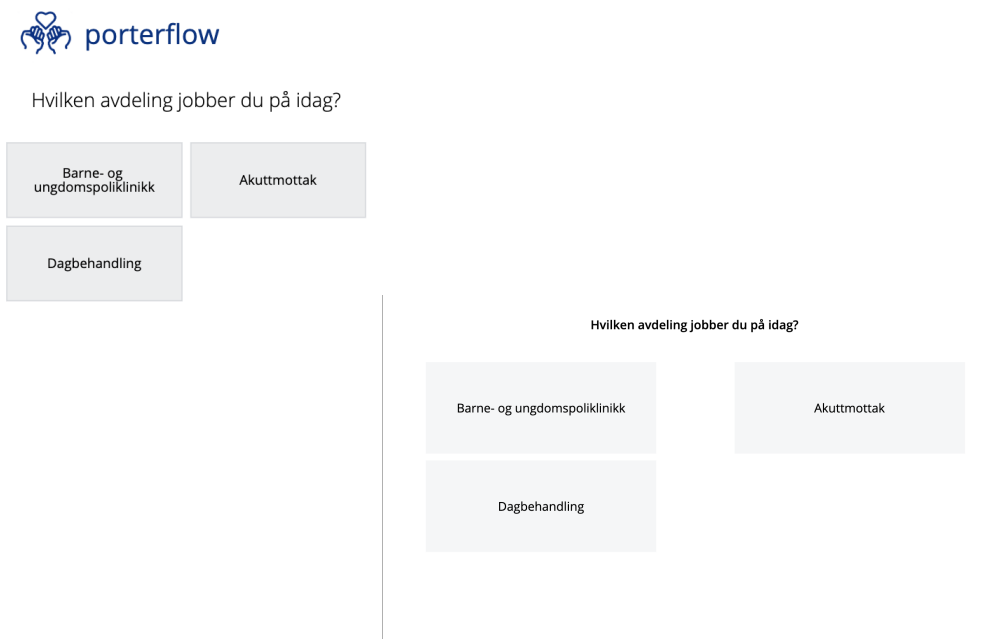 porterflow
Hvilken avdeling jobber du på idag?
Barne- og
ungdomspoliklinikk
Akuttmottak
Dagbehandling
Hvilken avdeling jobber du på idag?
Barne- og ungdomspoliklinikk
Akuttmottak
Dagbehandling